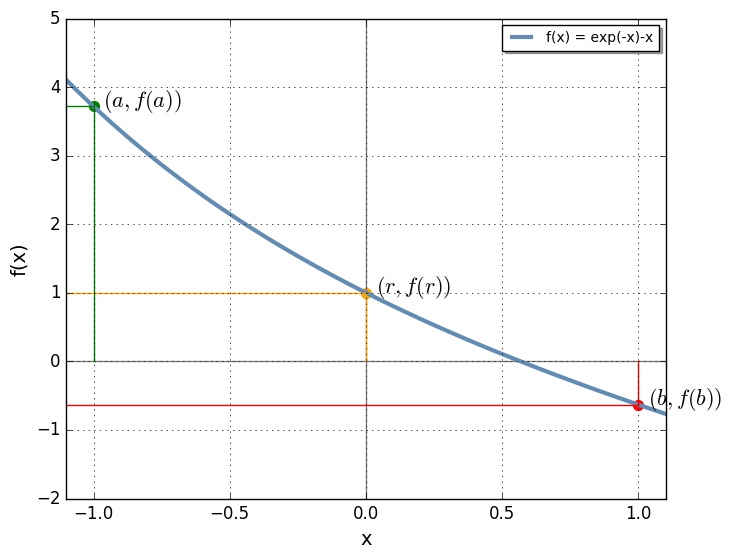 5
f(x) = exp(-x)-x
4
(a, f(a))
3
2
f(x)
1
(r, f(r))
0
(b, f(b))
−1
−2
−1.0 −0.5 0.0 0.5 1.0
x